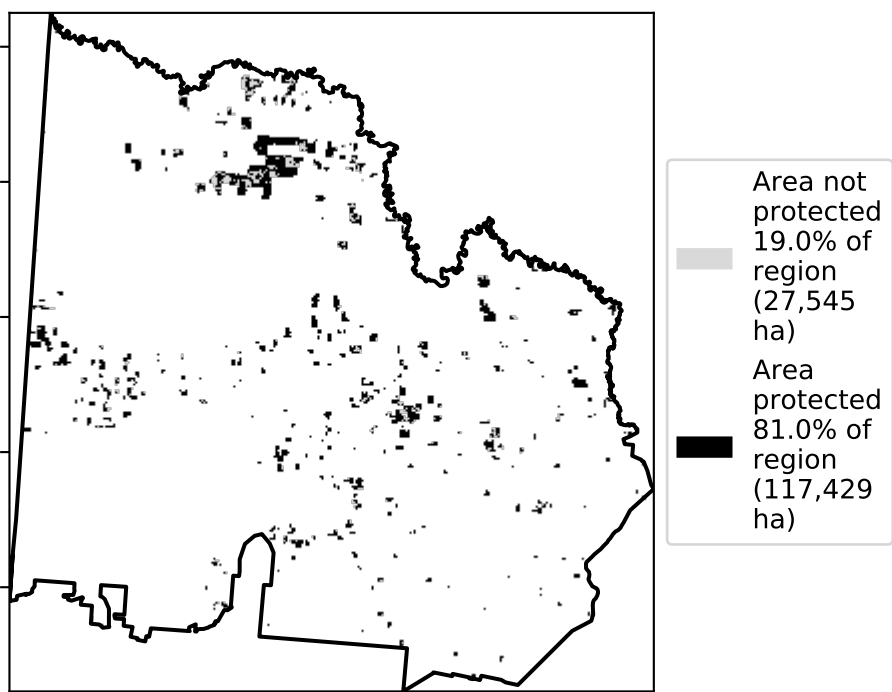 Area not
protected
19.0% of
region
(27,545
ha)
Area
protected
81.0% of
region
(117,429
ha)